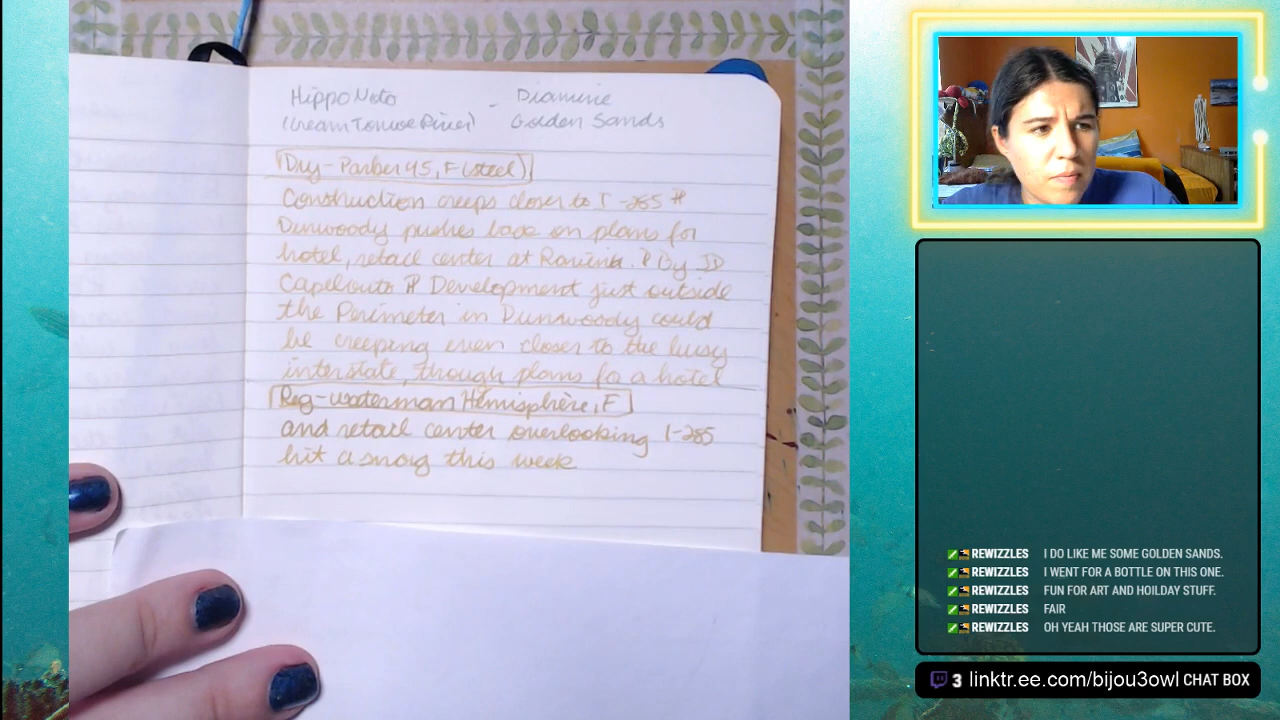 HippoNoto - Diamine
(Cream Tomoe River) Golden Sands
Dry-Parker 45, F (steel)
Construction creeps closer to I-285 ¶
Dunwoody pushes back on plans for
hotel, retail center at Ravinia. ¶ By JD
Capelouto ¶ Development just outside
the Perimeter in Dunwoody could
be creeping even closer to the busy
interstate, though plans for a hotel
Reg-Waterman Hémisphère, F
and retail center overlooking I-285
hit a snag this week
REWIZZLES I DO LIKE ME SOME GOLDEN SANDS.
REWIZZLES I WENT FOR A BOTTLE ON THIS ONE.
REWIZZLES FUN FOR ART AND HOILDAY STUFF.
REWIZZLES FAIR
REWIZZLES OH YEAH THOSE ARE SUPER CUTE.
3 linktr.ee.com/bijou3owl CHAT BOX